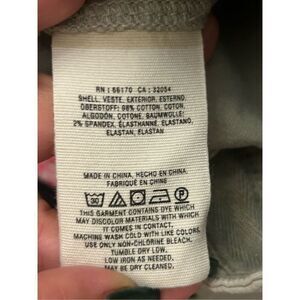 RN : 66170 CA : 32054
SHELL, VESTE, EXTERIOR, ESTERNO,
OBERSTOFF: 98% COTTON, COTON,
ALGODÓN, COTONE, BAUMWOLLE;
2% SPANDEX, ÉLASTHANNE, ELASTANO,
ELASTAN, ELASTAN
MADE IN CHINA, HECHO EN CHINA,
FABRIQUÉ EN CHINE
30
P
THIS GARMENT CONTAINS DYE WHICH
MAY DISCOLOR MATERIALS WITH WHICH
IT COMES IN CONTACT.
MACHINE WASH COLD WITH LIKE COLORS.
USE ONLY NON-CHLORINE BLEACH.
TUMBLE DRY LOW.
LOW IRON AS NEEDED.
MAY BE DRY CLEANED.